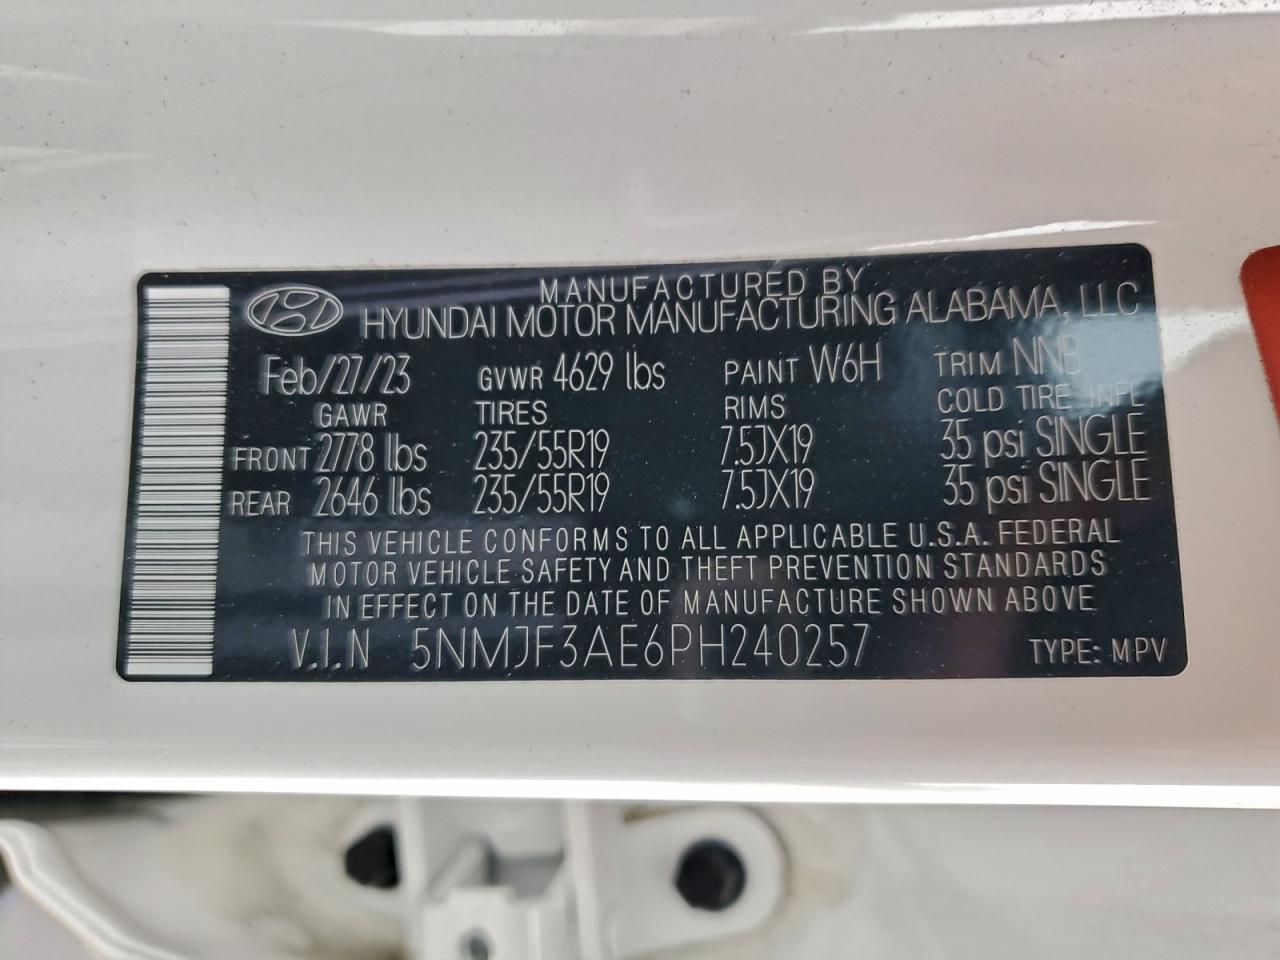 MANUFACTURED BY
HYUNDAI MOTOR MANUFACTURING ALABAMA, LLC
Feb/27/23 GVWR 4629 lbs PAINT W6H TRIM NNB
GAWR TIRES RIMS COLD TIRE INFL
FRONT 2778 lbs 235/55R19 7.5JX19 35 psi SINGLE
REAR 2646 lbs 235/55R19 7.5JX19 35 psi SINGLE
THIS VEHICLE CONFORMS TO ALL APPLICABLE U.S.A. FEDERAL
MOTOR VEHICLE SAFETY AND THEFT PREVENTION STANDARDS
IN EFFECT ON THE DATE OF MANUFACTURE SHOWN ABOVE
V.I.N 5NMJF3AE6PH240257 TYPE: MPV